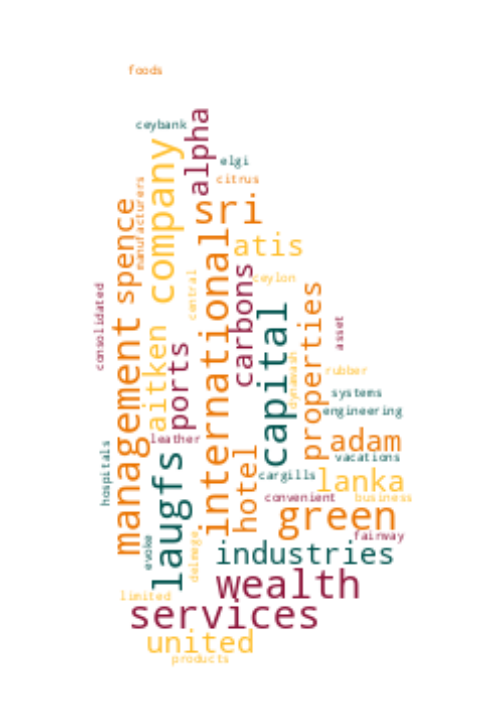 foods
ceybank
alpha
elgi
citrus
manufacturers
company
spence
sri
atis
international
carbons
ceylon
central
consolidated
capital
properties
asset
management
aitken
ports
dynawash
rubber
systems
engineering
leather
adam
vacations
hospitals
laugfs
hotel
cargills
lanka
convenient
business
green
fairway
evoke
delmege
industries
wealth
limited
services
united
products